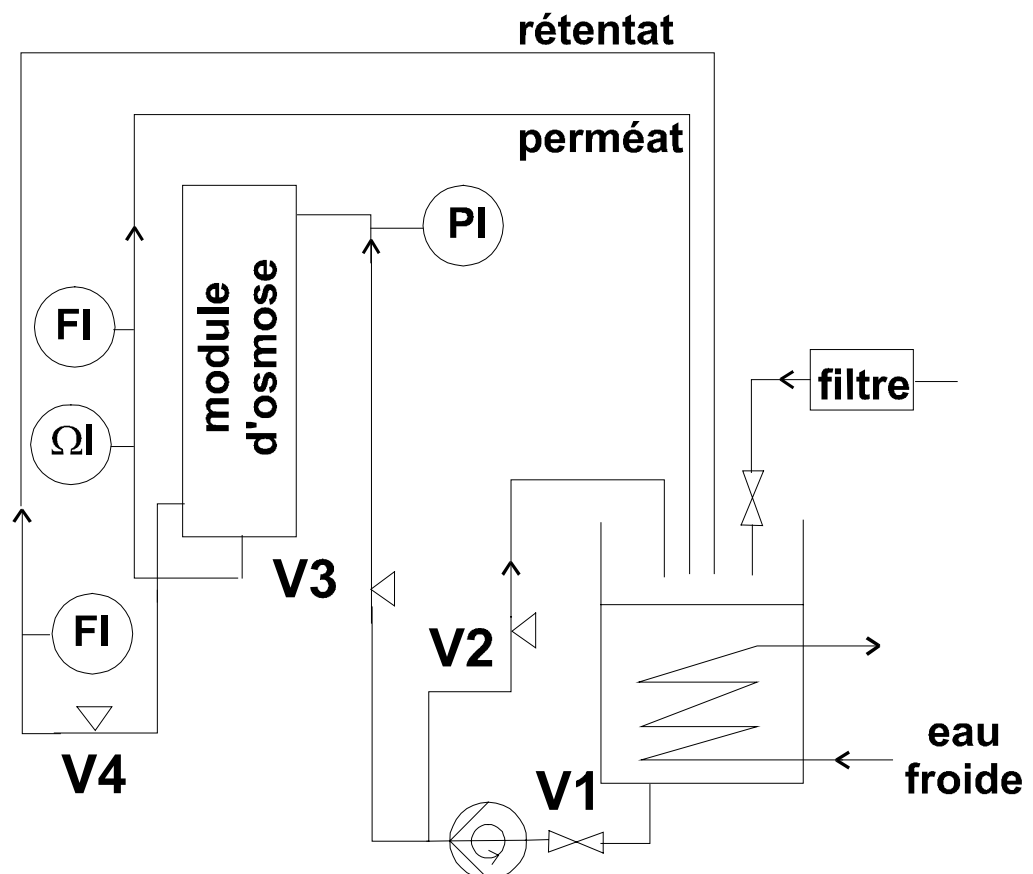 rétentat
perméat
PI
module
d'osmose
FI
ΩI
filtre
V3
FI
V2
V4
V1
eau
froide